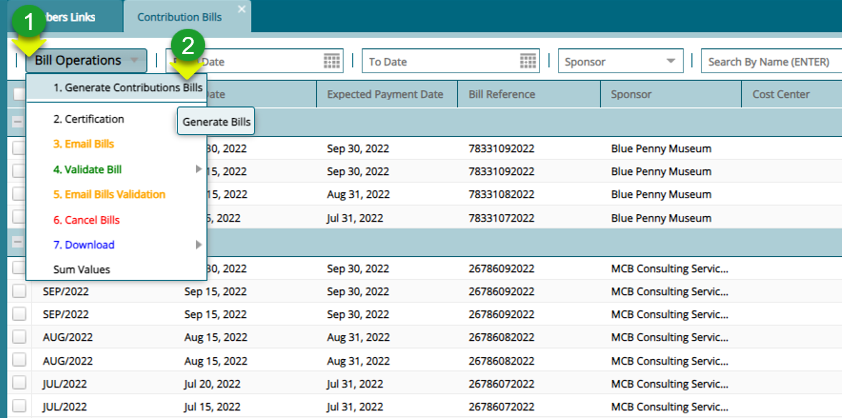 bers Links
Contribution Bills
×
1
2
Bill Operations
Date
To Date
Sponsor
Search By Name (ENTER)
1. Generate Contributions Bills
Generate Bills
2. Certification
3. Email Bills
4. Validate Bill
5. Email Bills Validation
6. Cancel Bills
7. Download
Sum Values
Date Expected Payment Date Bill Reference Sponsor Cost Center
30, 2022 Sep 30, 2022 78331092022 Blue Penny Museum
15, 2022 Sep 30, 2022 78331092022 Blue Penny Museum
15, 2022 Aug 31, 2022 78331082022 Blue Penny Museum
5, 2022 Jul 31, 2022 78331072022 Blue Penny Museum
30, 2022 Sep 30, 2022 26786092022 MCB Consulting Servic...
SEP/2022 Sep 15, 2022 Sep 30, 2022 26786092022 MCB Consulting Servic...
SEP/2022 Sep 15, 2022 Sep 30, 2022 26786092022 MCB Consulting Servic...
AUG/2022 Aug 15, 2022 Aug 31, 2022 26786082022 MCB Consulting Servic...
AUG/2022 Aug 15, 2022 Aug 31, 2022 26786082022 MCB Consulting Servic...
JUL/2022 Jul 20, 2022 Jul 31, 2022 26786072022 MCB Consulting Servic...
JUL/2022 Jul 15, 2022 Jul 31, 2022 26786072022 MCB Consulting Servic...